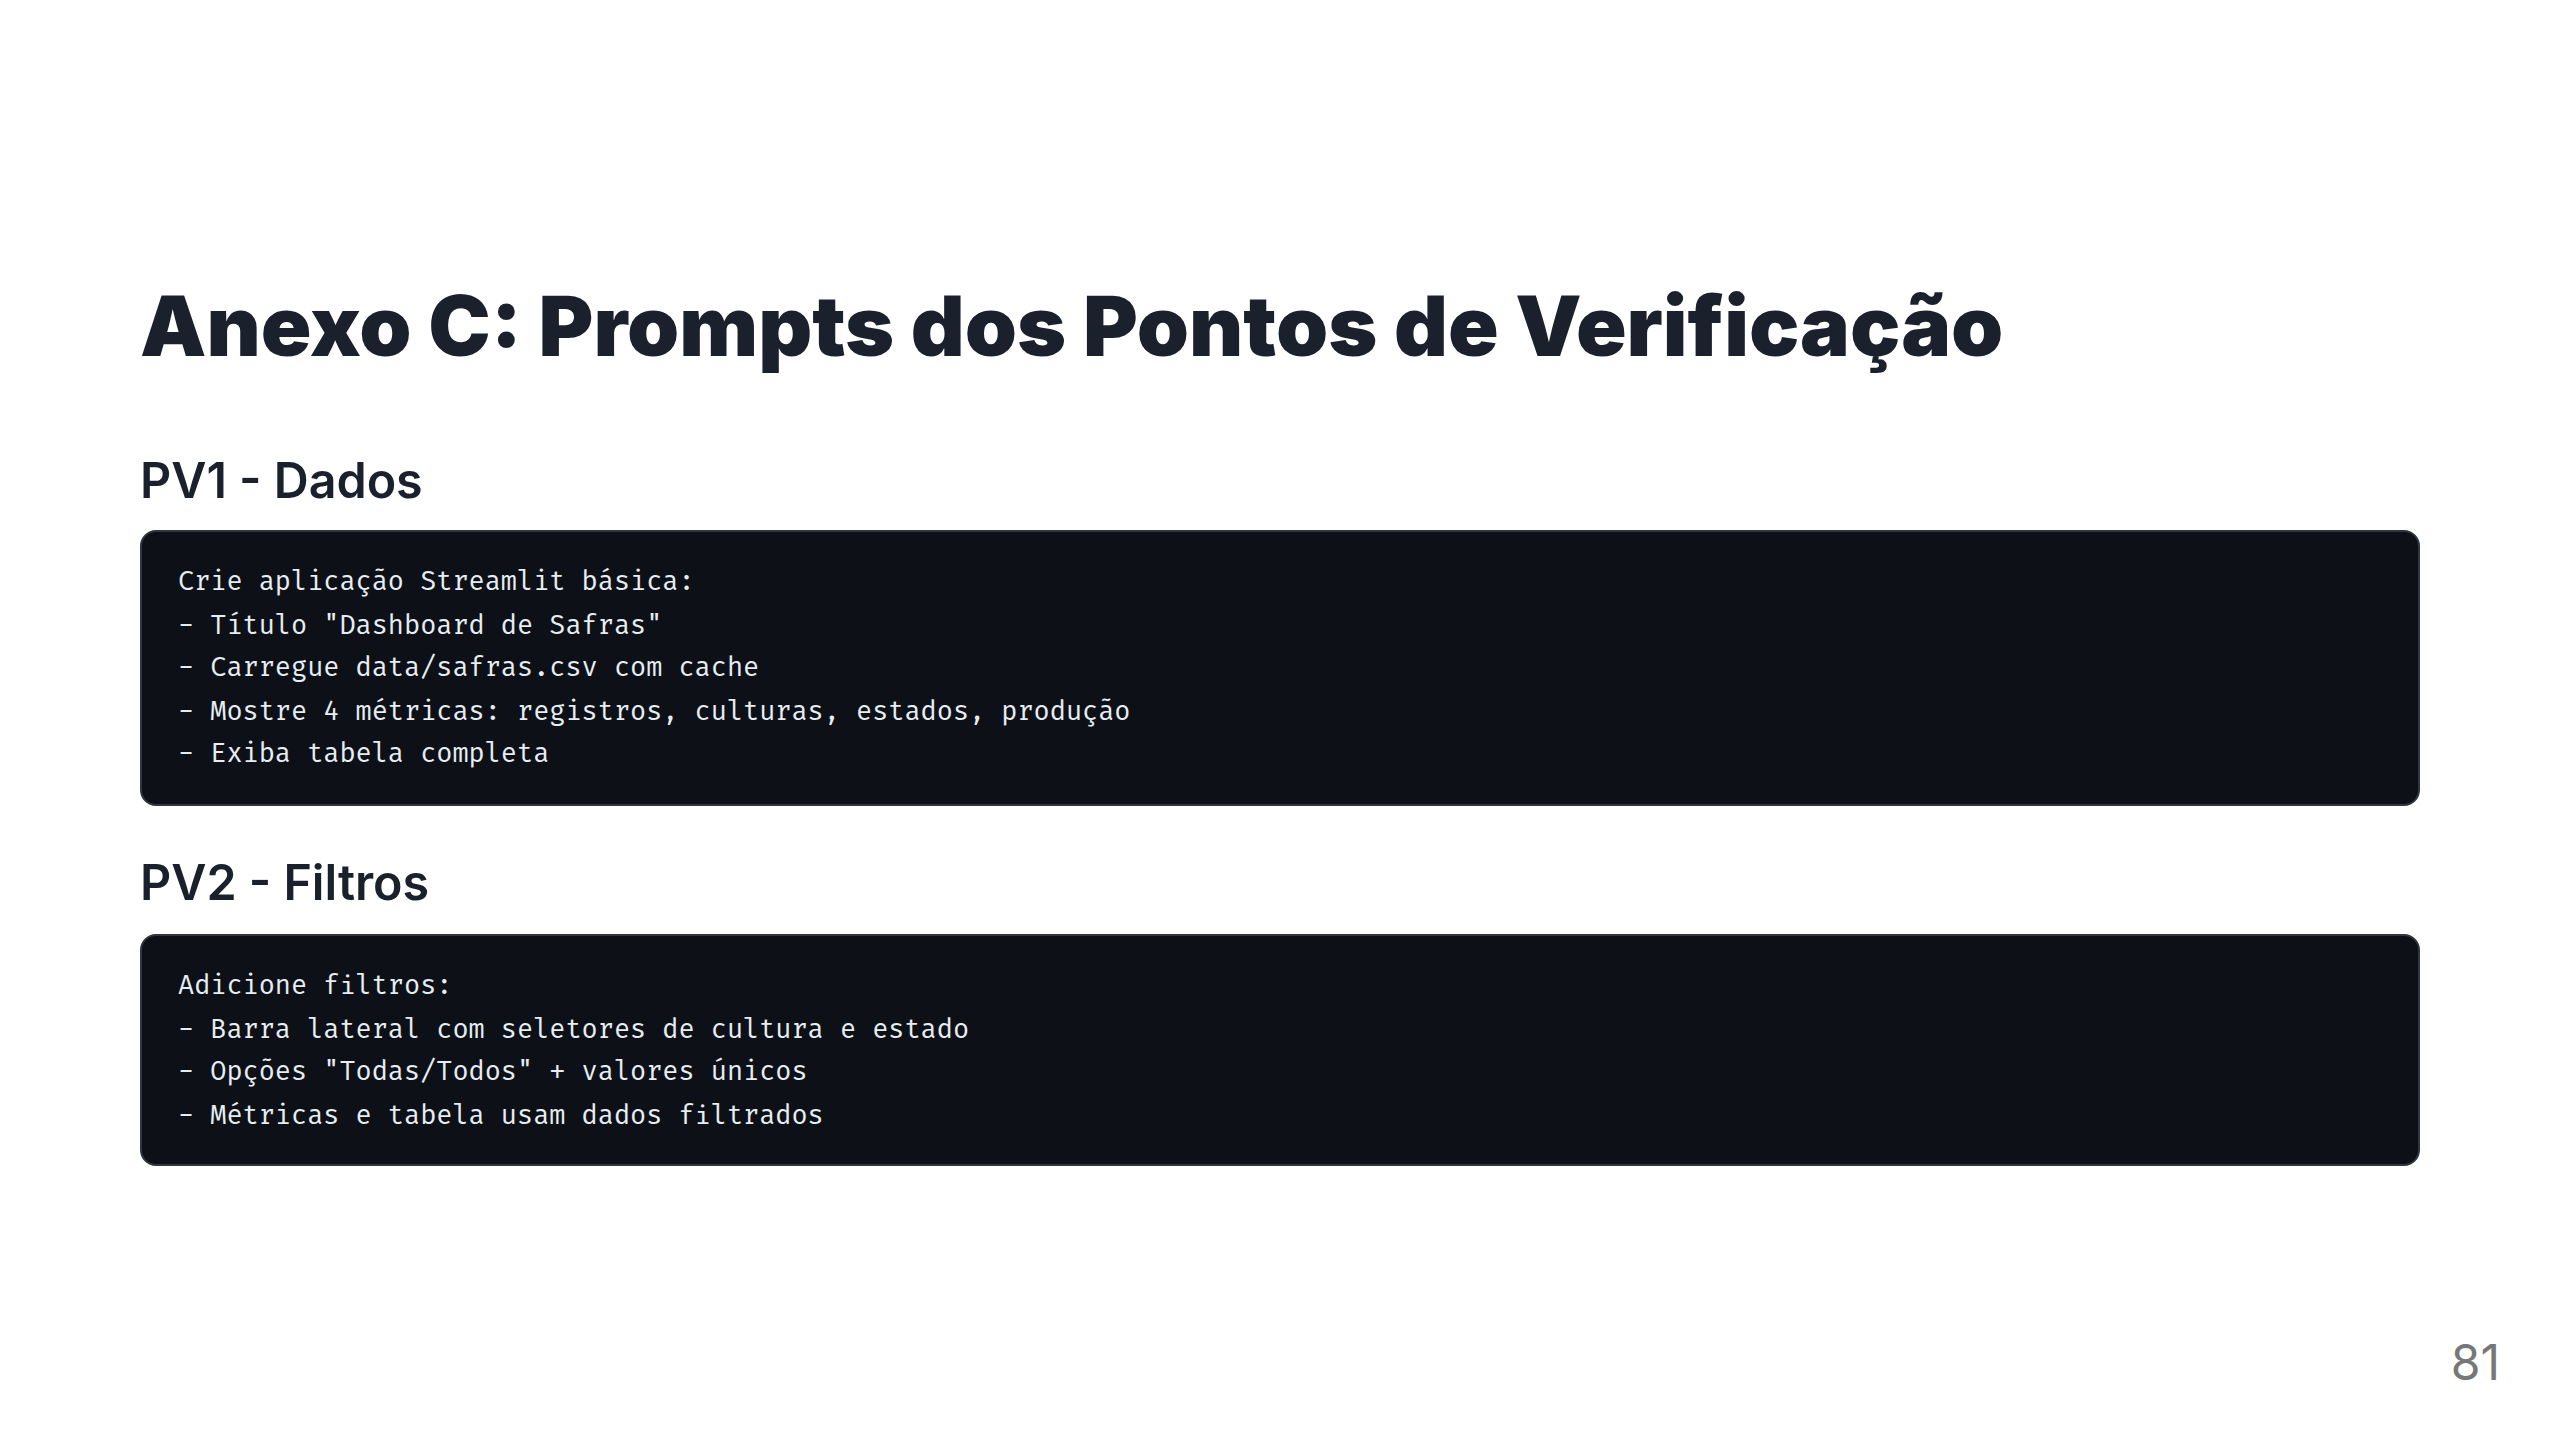 Anexo C: Prompts dos Pontos de Verificação
PV1 - Dados
Crie aplicação Streamlit básica:
- Título "Dashboard de Safras"
- Carregue data/safras.csv com cache
- Mostre 4 métricas: registros, culturas, estados, produção
- Exiba tabela completa
PV2 - Filtros
Adicione filtros:
- Barra lateral com seletores de cultura e estado
- Opções "Todas/Todos" + valores únicos
- Métricas e tabela usam dados filtrados
81